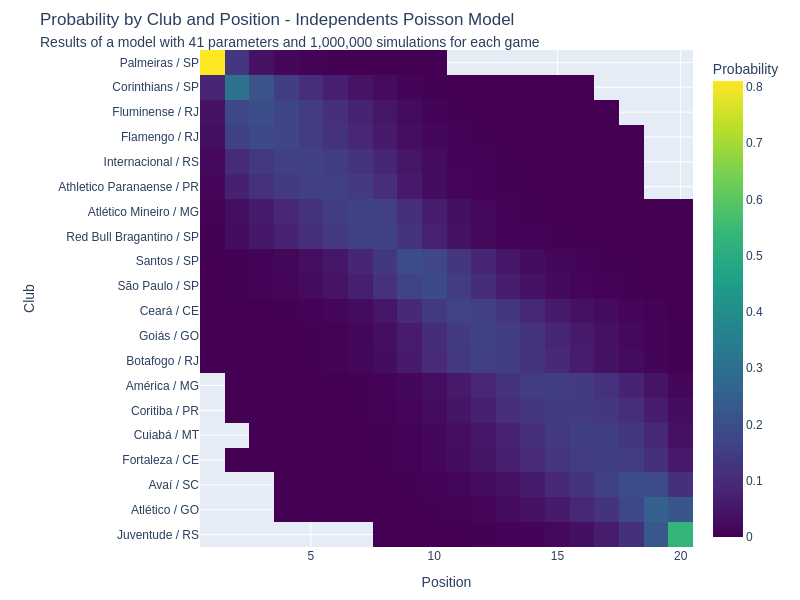 Probability by Club and Position - Independents Poisson Model
Results of a model with 41 parameters and 1,000,000 simulations for each game
Probability
Palmeiras / SP
Corinthians / SP
Fluminense / RJ
Flamengo / RJ
Internacional / RS
Athletico Paranaense / PR
Atlético Mineiro / MG
Red Bull Bragantino / SP
Santos / SP
São Paulo / SP
Ceará / CE
Goiás / GO
Botafogo / RJ
América / MG
Coritiba / PR
Cuiabá / MT
Fortaleza / CE
Avaí / SC
Atlético / GO
Juventude / RS
Club
5
10
15
20
Position
0.8
0.7
0.6
0.5
0.4
0.3
0.2
0.1
0